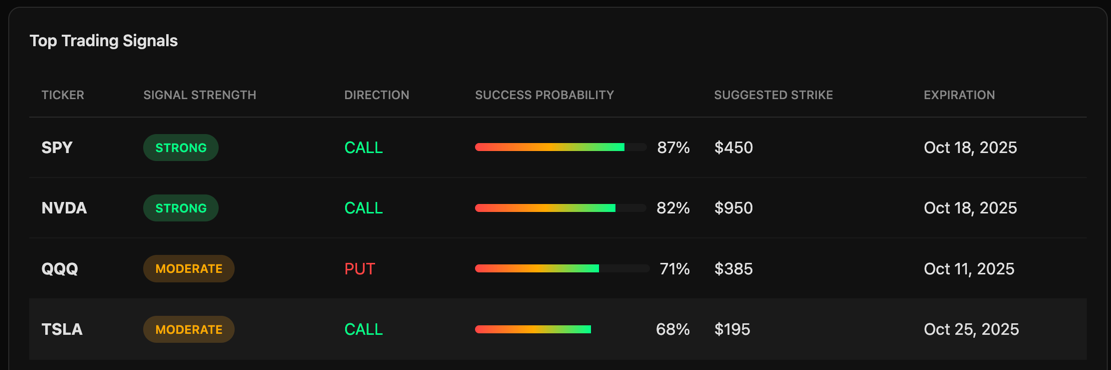 Top Trading Signals
TICKER SIGNAL STRENGTH DIRECTION SUCCESS PROBABILITY SUGGESTED STRIKE EXPIRATION
SPY STRONG CALL 87% $450 Oct 18, 2025
NVDA STRONG CALL 82% $950 Oct 18, 2025
QQQ MODERATE PUT 71% $385 Oct 11, 2025
TSLA MODERATE CALL 68% $195 Oct 25, 2025